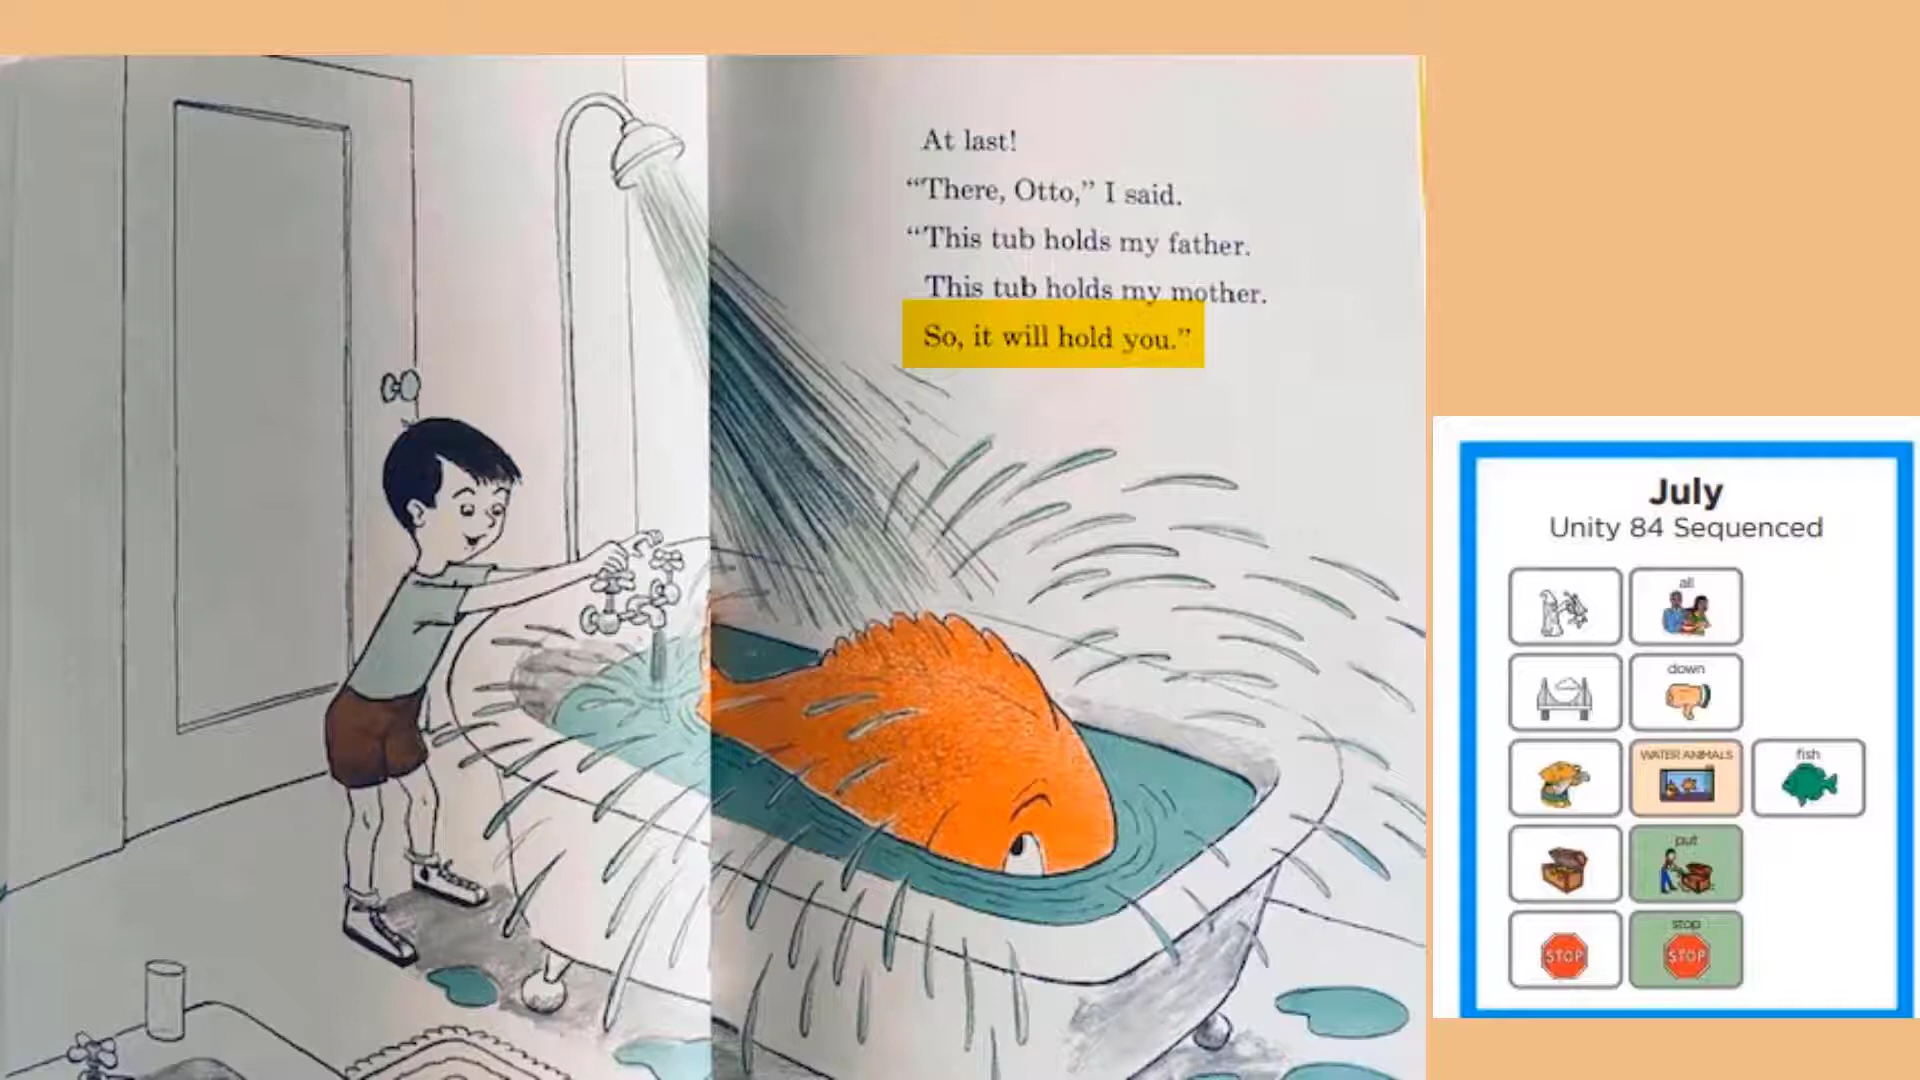 At last!
“There, Otto,” I said.
“This tub holds my father.
This tub holds my mother.
So, it will hold you.”
July
Unity 84 Sequenced
all
down
WATER ANIMALS
fish
put
stop
STOP
STOP